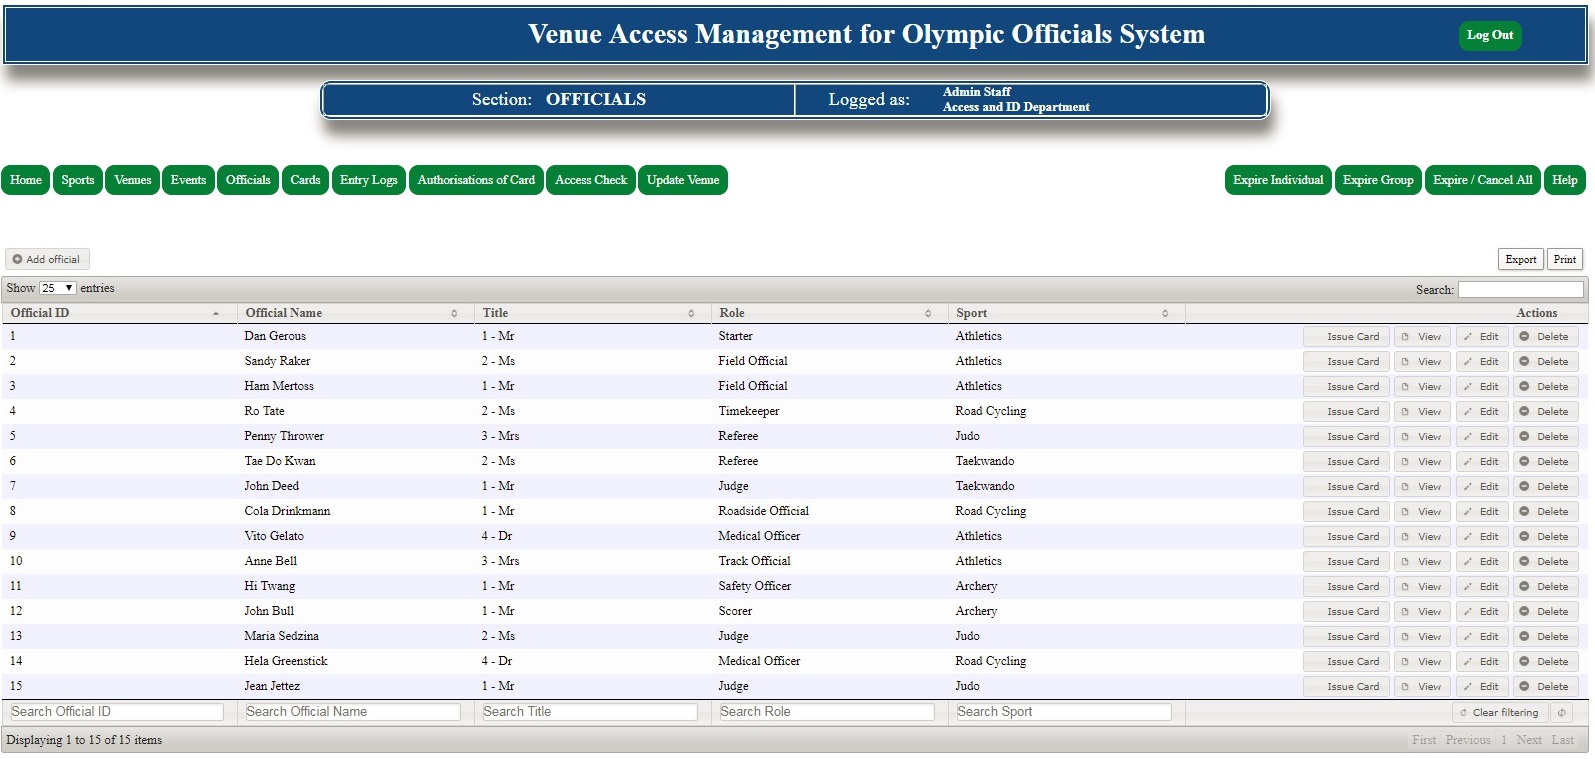 Venue Access Management for Olympic Officials System
Log Out
Section: OFFICIALS Logged as: Admin Staff
Access and ID Department
Home Sports Venues Events Officials Cards Entry Logs Authorisations of Card Access Check Update Venue Expire Individual Expire Group Expire / Cancel All Help
Add official Export Print
Show 25 entries Search:
Official ID Official Name Title Role Sport Actions
1 Dan Gerous 1 - Mr Starter Athletics Issue Card View Edit Delete
2 Sandy Raker 2 - Ms Field Official Athletics Issue Card View Edit Delete
3 Ham Mertoss 1 - Mr Field Official Athletics Issue Card View Edit Delete
4 Ro Tate 2 - Ms Timekeeper Road Cycling Issue Card View Edit Delete
5 Penny Thrower 3 - Mrs Referee Judo Issue Card View Edit Delete
6 Tae Do Kwan 2 - Ms Referee Taekwando Issue Card View Edit Delete
7 John Deed 1 - Mr Judge Taekwando Issue Card View Edit Delete
8 Cola Drinkmann 1 - Mr Roadside Official Road Cycling Issue Card View Edit Delete
9 Vito Gelato 4 - Dr Medical Officer Athletics Issue Card View Edit Delete
10 Anne Bell 3 - Mrs Track Official Athletics Issue Card View Edit Delete
11 Hi Twang 1 - Mr Safety Officer Archery Issue Card View Edit Delete
12 John Bull 1 - Mr Scorer Archery Issue Card View Edit Delete
13 Maria Sedzina 2 - Ms Judge Judo Issue Card View Edit Delete
14 Hela Greenstick 4 - Dr Medical Officer Road Cycling Issue Card View Edit Delete
15 Jean Jettez 1 - Mr Judge Judo Issue Card View Edit Delete
Search Official ID Search Official Name Search Title Search Role Search Sport Clear filtering
Displaying 1 to 15 of 15 items First Previous 1 Next Last